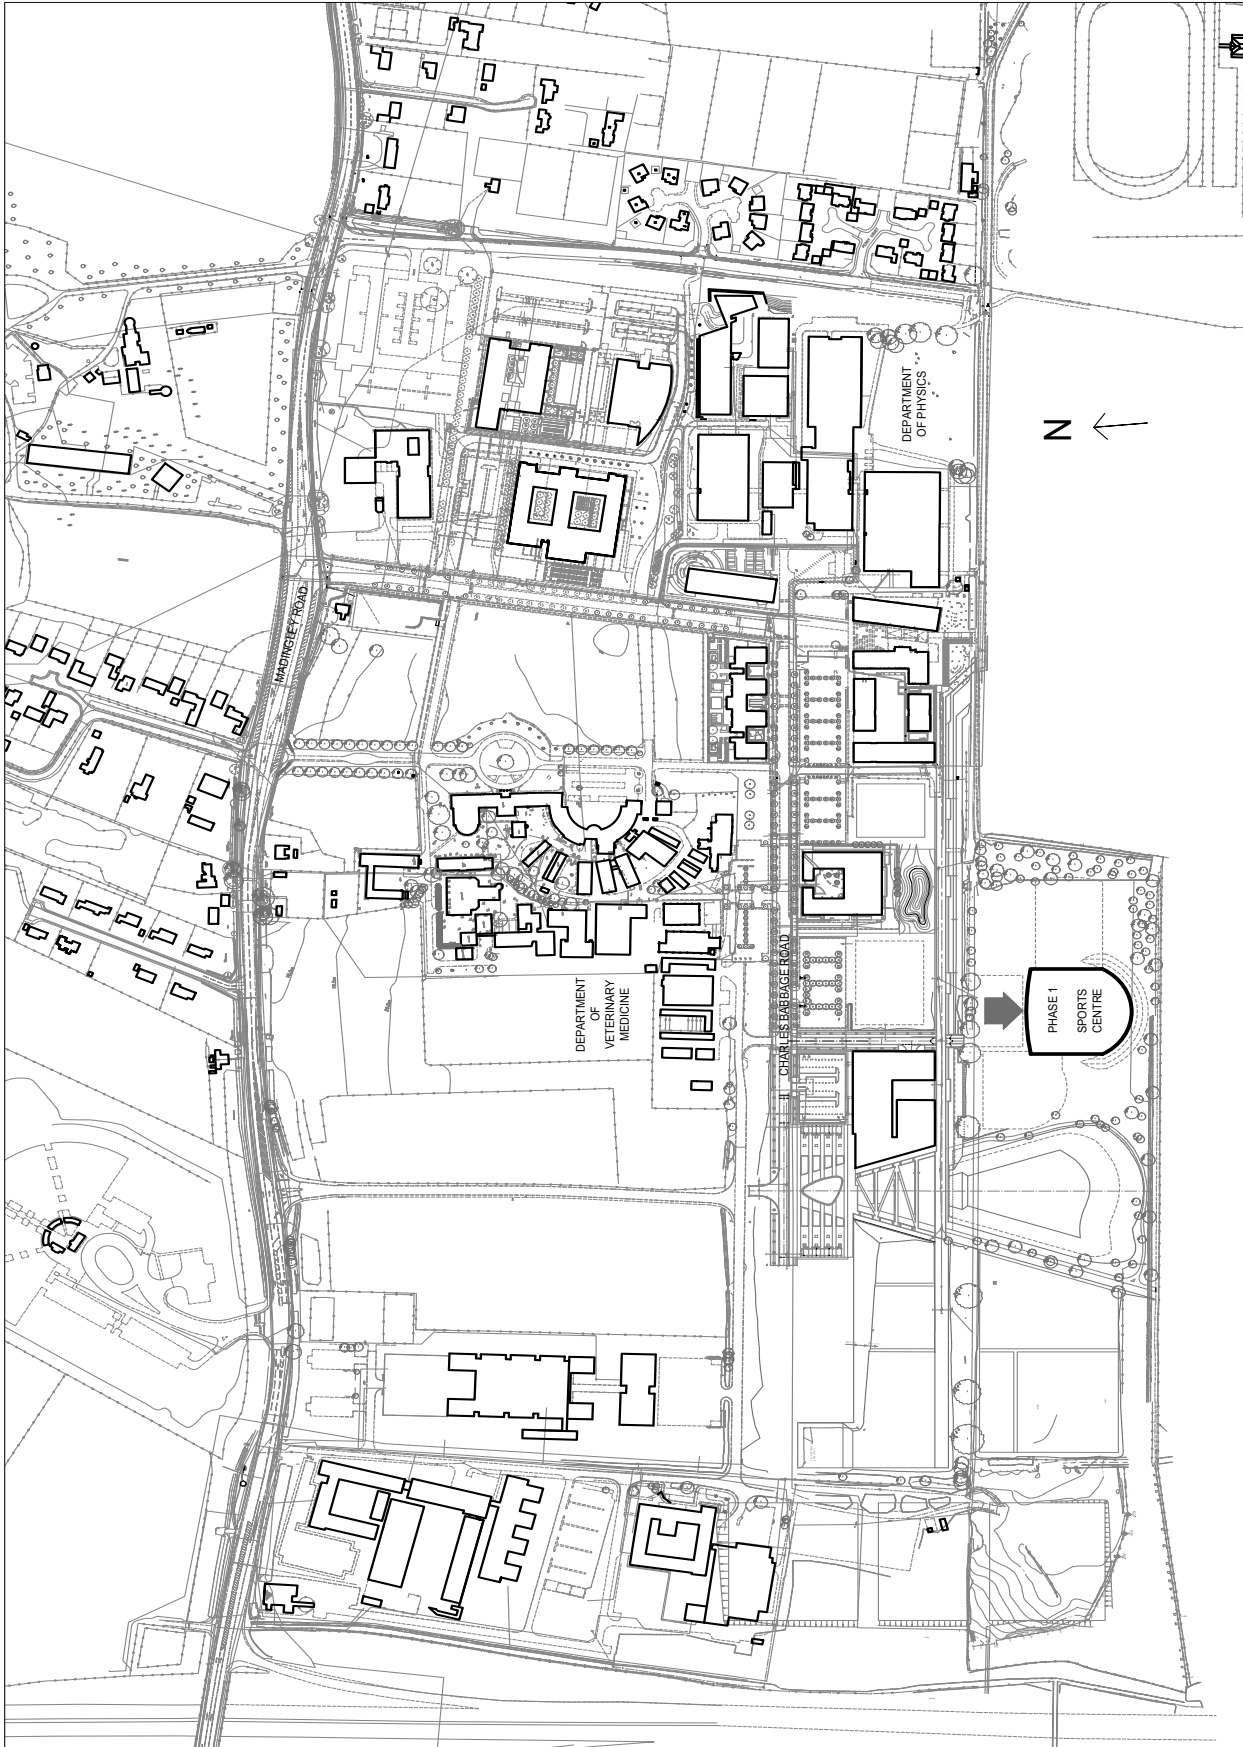 MADINGLEY ROAD
DEPARTMENT
OF PHYSICS
N
DEPARTMENT
OF
VETERINARY
MEDICINE
CHARLES BABBAGE ROAD
PHASE 1
SPORTS
CENTRE